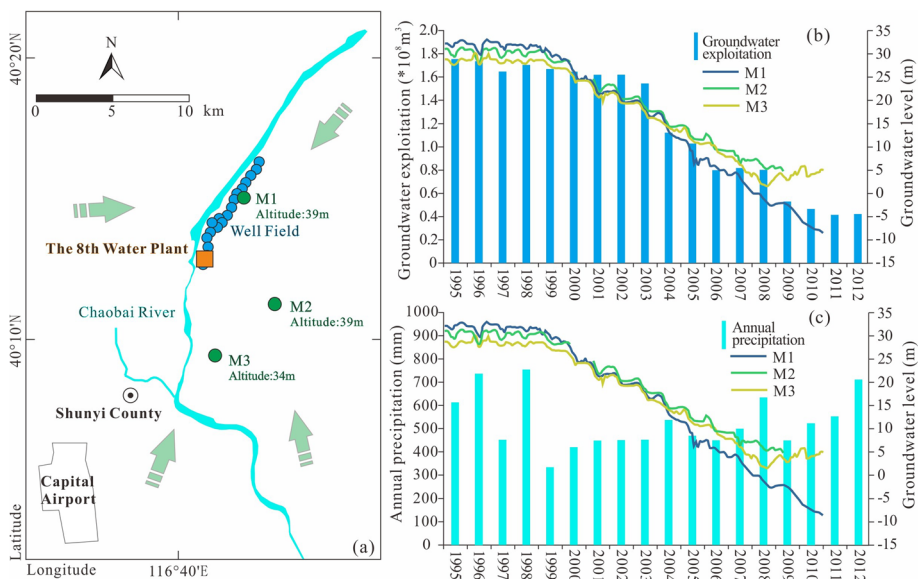 40°20'N
N
0
5
10
km
M1
Altitude:39m
Well Field
The 8th Water Plant
Chaobai River
M2
Altitude:39m
40°10'N
M3
Altitude:34m
Shunyi County
Capital
Airport
Latitude
(a)
Longitude
116°40'E
Groundwater exploitation (*10⁸m³)
2.0
1.8
1.6
1.4
1.2
1.0
0.8
0.6
0.4
0.2
0
(b)
Groundwater
exploitation
M1
M2
M3
35
30
25
20
15
10
5
0
-5
-10
-15
Groundwater level (m)
1995
1996
1997
1998
1999
2000
2001
2002
2003
2004
2005
2006
2007
2008
2009
2010
2011
2012
Annual precipitation (mm)
1000
900
800
700
600
500
400
300
200
100
0
(c)
Annual
precipitation
M1
M2
M3
35
30
25
20
15
10
5
0
-5
-10
-15
Groundwater level (m)
1995
1996
1997
1998
1999
2000
2001
2002
2003
2004
2005
2006
2007
2008
2009
2010
2011
2012